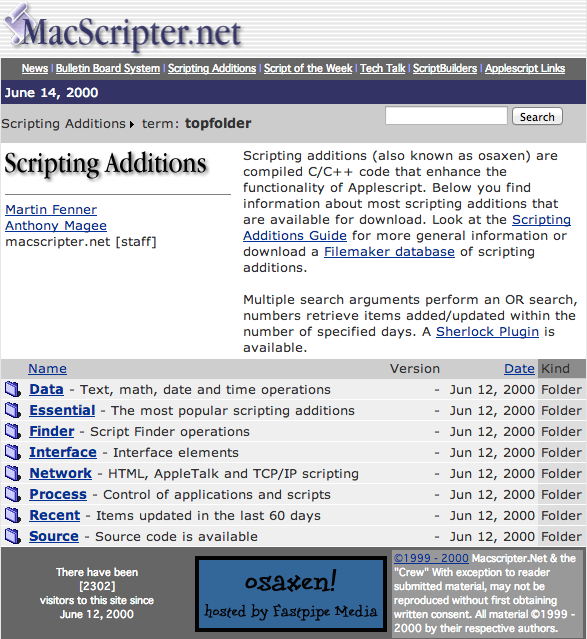 MacScripter.net
News | Bulletin Board System | Scripting Additions | Script of the Week | Tech Talk | ScriptBuilders | Applescript Links
June 14, 2000
Scripting Additions ▸ term: topfolder
Search
Scripting Additions
Martin Fenner
Anthony Magee
macscripter.net [staff]
Scripting additions (also known as osaxen) are
compiled C/C++ code that enhance the
functionality of Applescript. Below you find
information about most scripting additions that
are available for download. Look at the Scripting
Additions Guide for more general information or
download a Filemaker database of scripting
additions.
Multiple search arguments perform an OR search,
numbers retrieve items added/updated within the
number of specified days. A Sherlock Plugin is
available.
Name Version Date Kind
Data - Text, math, date and time operations - Jun 12, 2000 Folder
Essential - The most popular scripting additions - Jun 12, 2000 Folder
Finder - Script Finder operations - Jun 12, 2000 Folder
Interface - Interface elements - Jun 12, 2000 Folder
Network - HTML, AppleTalk and TCP/IP scripting - Jun 12, 2000 Folder
Process - Control of applications and scripts - Jun 12, 2000 Folder
Recent - Items updated in the last 60 days - Jun 12, 2000 Folder
Source - Source code is available - Jun 12, 2000 Folder
There have been
[2302]
visitors to this site since
June 12, 2000
osaxen!
hosted by Fastpipe Media
©1999 - 2000 Macscripter.Net & the
"Crew" With exception to reader
submitted material, may not be
reproduced without first obtaining
written consent. All material ©1999 -
2000 by their respective authors.